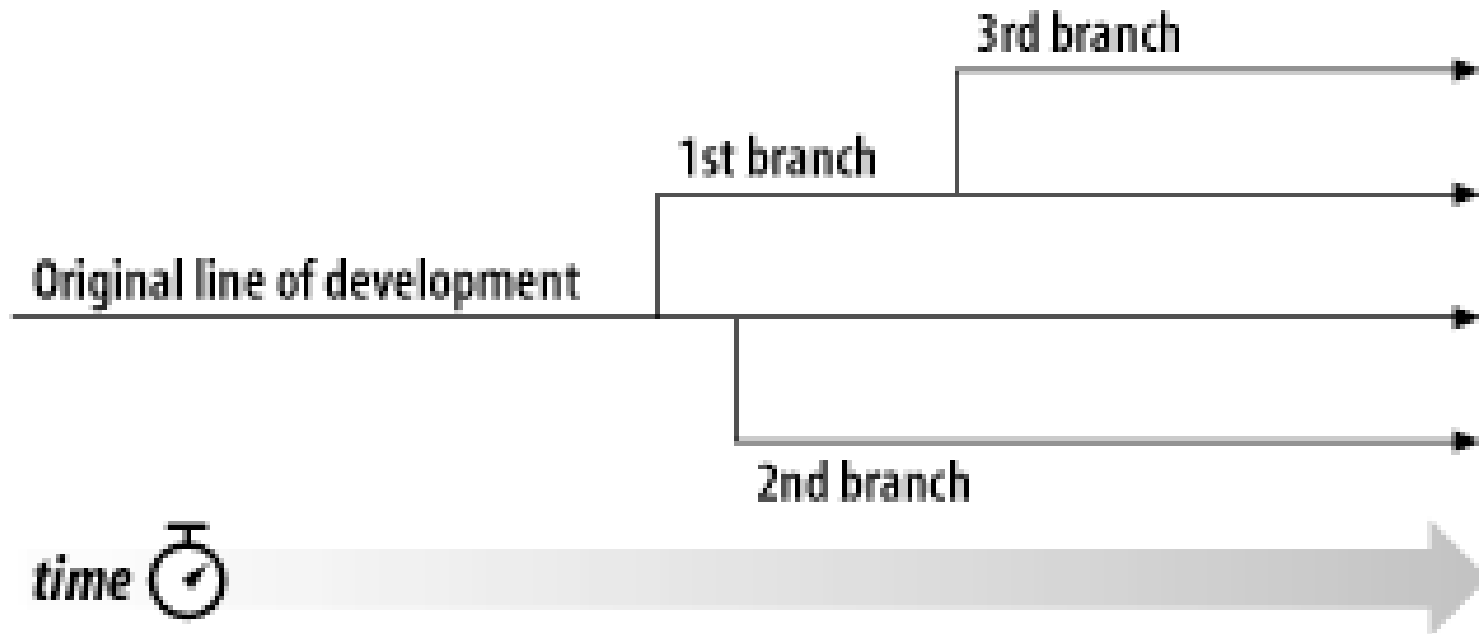 3rd branch
1st branch
Original line of development
2nd branch
time